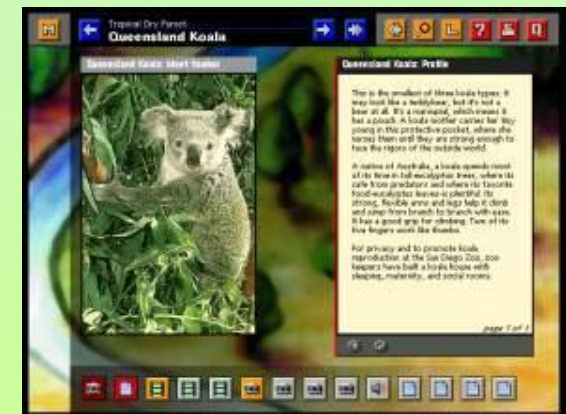 M
Tropical Dry Forest
Queensland Koala
?
Queensland Koala:
Queensland Koala: Profile
This is the smallest of three koala types. It
may look like a teddybear, but it's not a
bear at all. It's a marsupial, which means it
has a pouch. A koala mother carries her tiny
young in this protective pocket, where she
nurses them until they are strong enough to
face the rigors of the outside world.
A native of Australia, a koala spends most
of its time in tall eucalyptus trees, where its
safe from predators and where its favorite
food-eucalyptus leaves-is plentiful. Its
strong, flexible arms and legs help it climb
and jump from branch to branch with ease.
It has a good grip for climbing. Two of its
five fingers work like thumbs.
For privacy and to promote koala
reproduction at the San Diego Zoo, zoo
keepers have built a koala house with
sleeping, maternity, and social rooms.
page 1 of 1